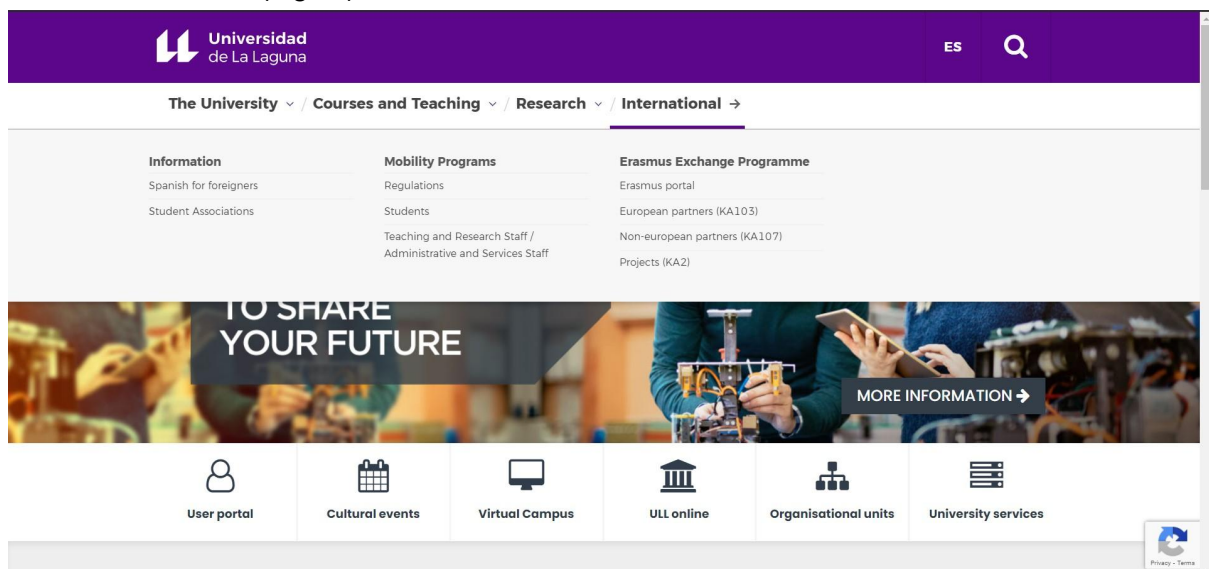 Universidad
de La Laguna
ES
The University / Courses and Teaching / Research / International →
Information
Spanish for foreigners
Student Associations
Mobility Programs
Regulations
Students
Teaching and Research Staff /
Administrative and Services Staff
Erasmus Exchange Programme
Erasmus portal
European partners (KA103)
Non-european partners (KA107)
Projects (KA2)
TO SHARE
YOUR FUTURE
MORE INFORMATION →
User portal
Cultural events
Virtual Campus
ULL online
Organisational units
University services
Privacy - Terms